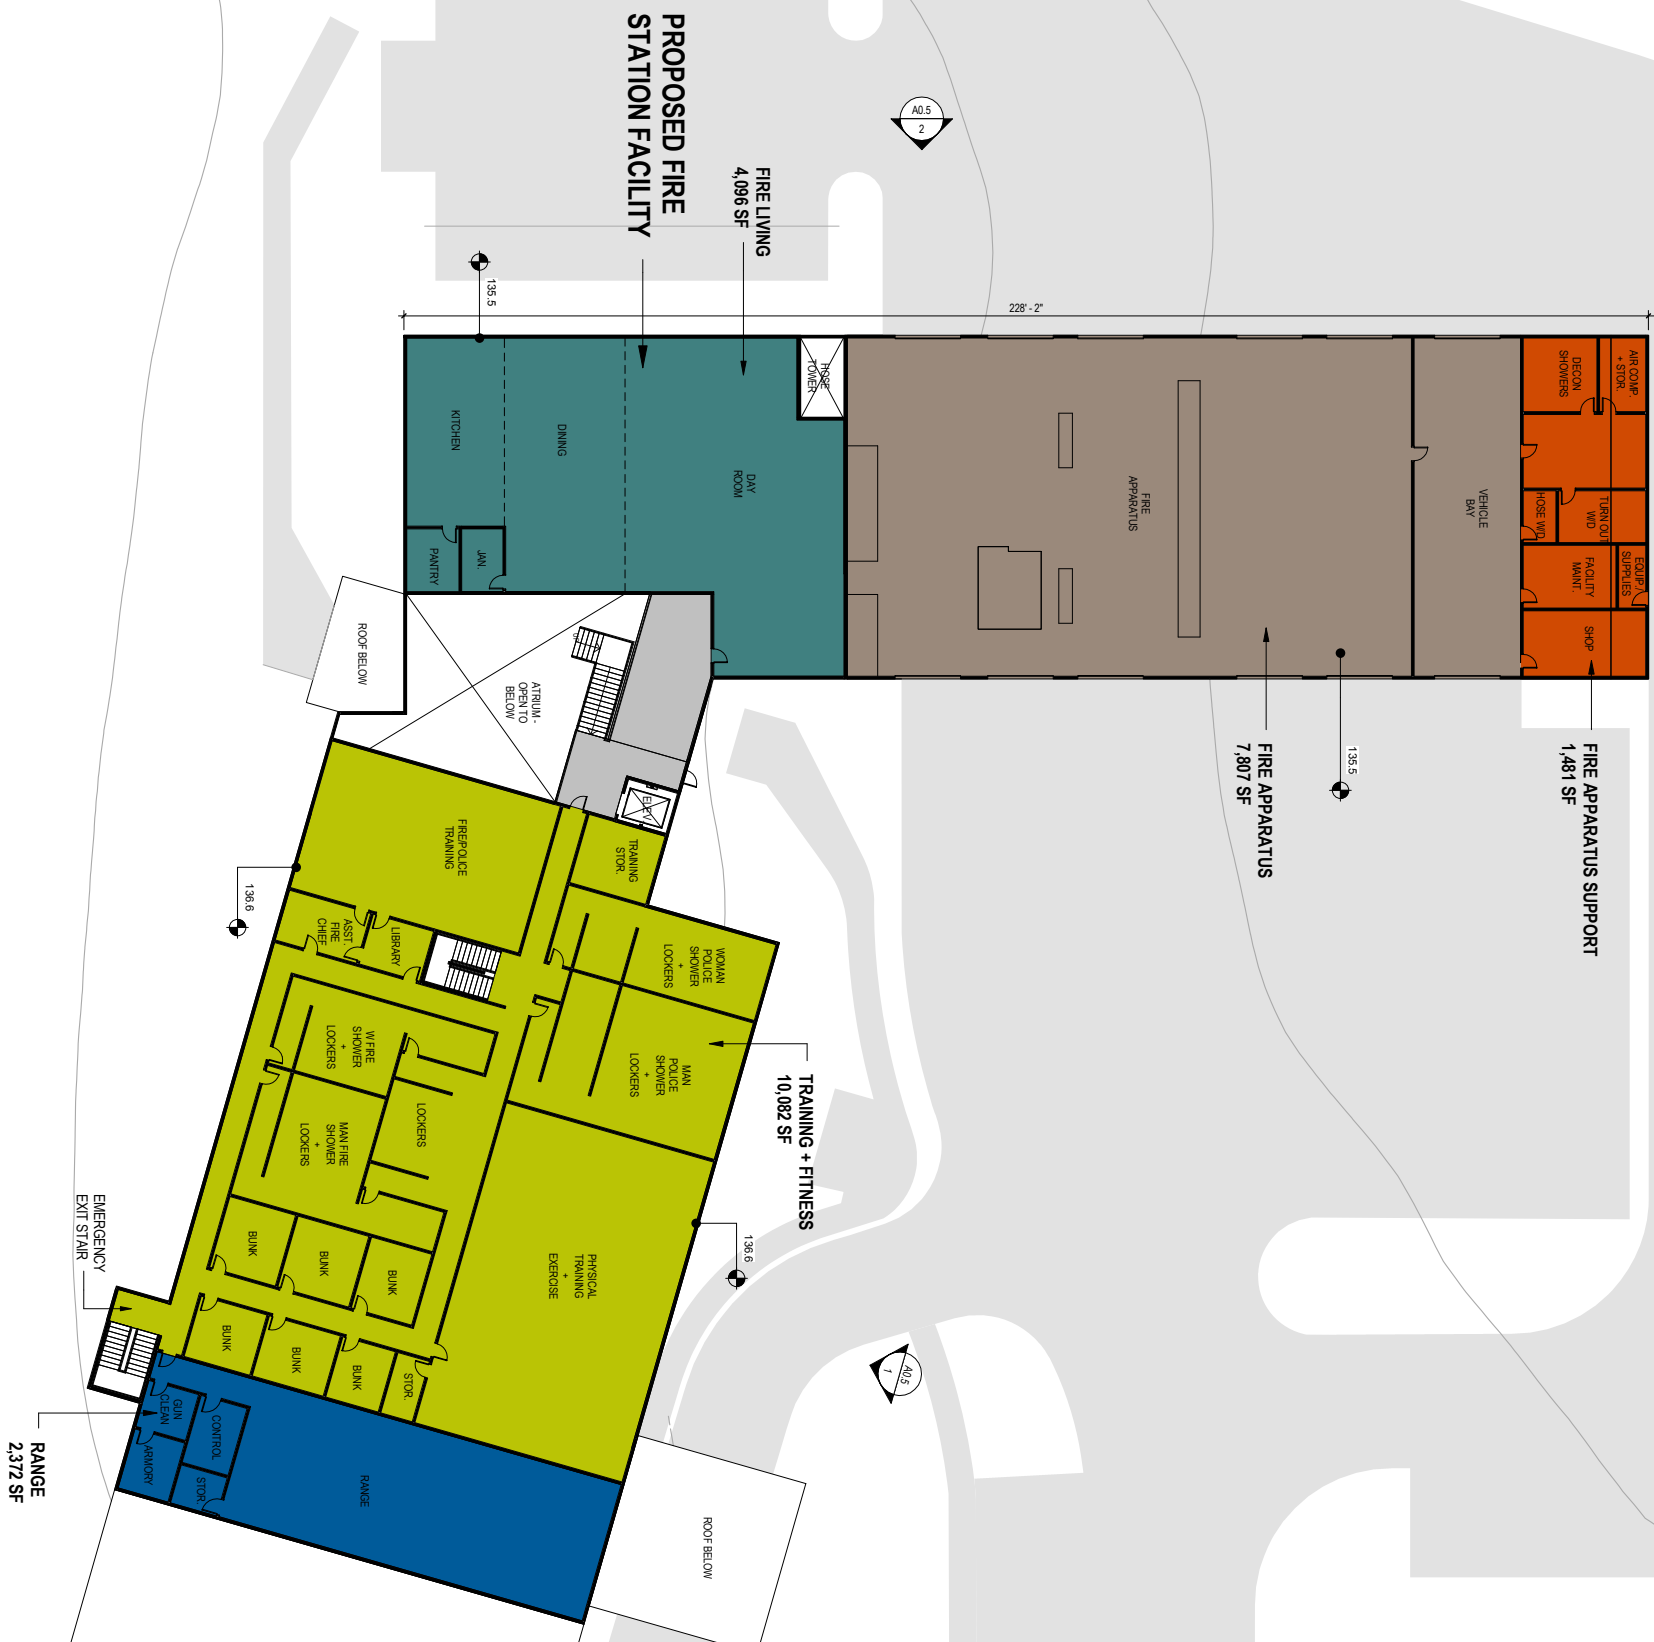 PROPOSED FIRE
STATION FACILITY
FIRE LIVING
4,096 SF
A0.5
2
228' - 2"
135.5
KITCHEN
DINING
DAY
ROOM
HOSE
TOWER
PANTRY
JAN.
FIRE
APPARATUS
VEHICLE
BAY
AIR COMP.
+ STOR.
DECON
SHOWERS
TURN OUT
W/D
HOSE W/D
EQUIP./
SUPPLIES
FACILITY
MAINT.
SHOP
FIRE APPARATUS SUPPORT
1,481 SF
FIRE APPARATUS
7,807 SF
135.5
ROOF BELOW
ATRIUM -
OPEN TO
BELOW
ELEV
FIRE/POLICE
TRAINING
TRAINING
STOR.
136.6
ASST.
FIRE
CHIEF
LIBRARY
WOMAN
POLICE
SHOWER
+
LOCKERS
MAN
POLICE
SHOWER
+
LOCKERS
TRAINING + FITNESS
10,082 SF
W FIRE
SHOWER
+
LOCKERS
LOCKERS
MAN FIRE
SHOWER
+
LOCKERS
PHYSICAL
TRAINING
+
EXERCISE
136.6
BUNK
BUNK
BUNK
BUNK
BUNK
BUNK
STOR.
EMERGENCY
EXIT STAIR
A0.5
1
GUN
CLEAN
CONTROL
ARMORY
STOR
RANGE
RANGE
2,372 SF
ROOF BELOW